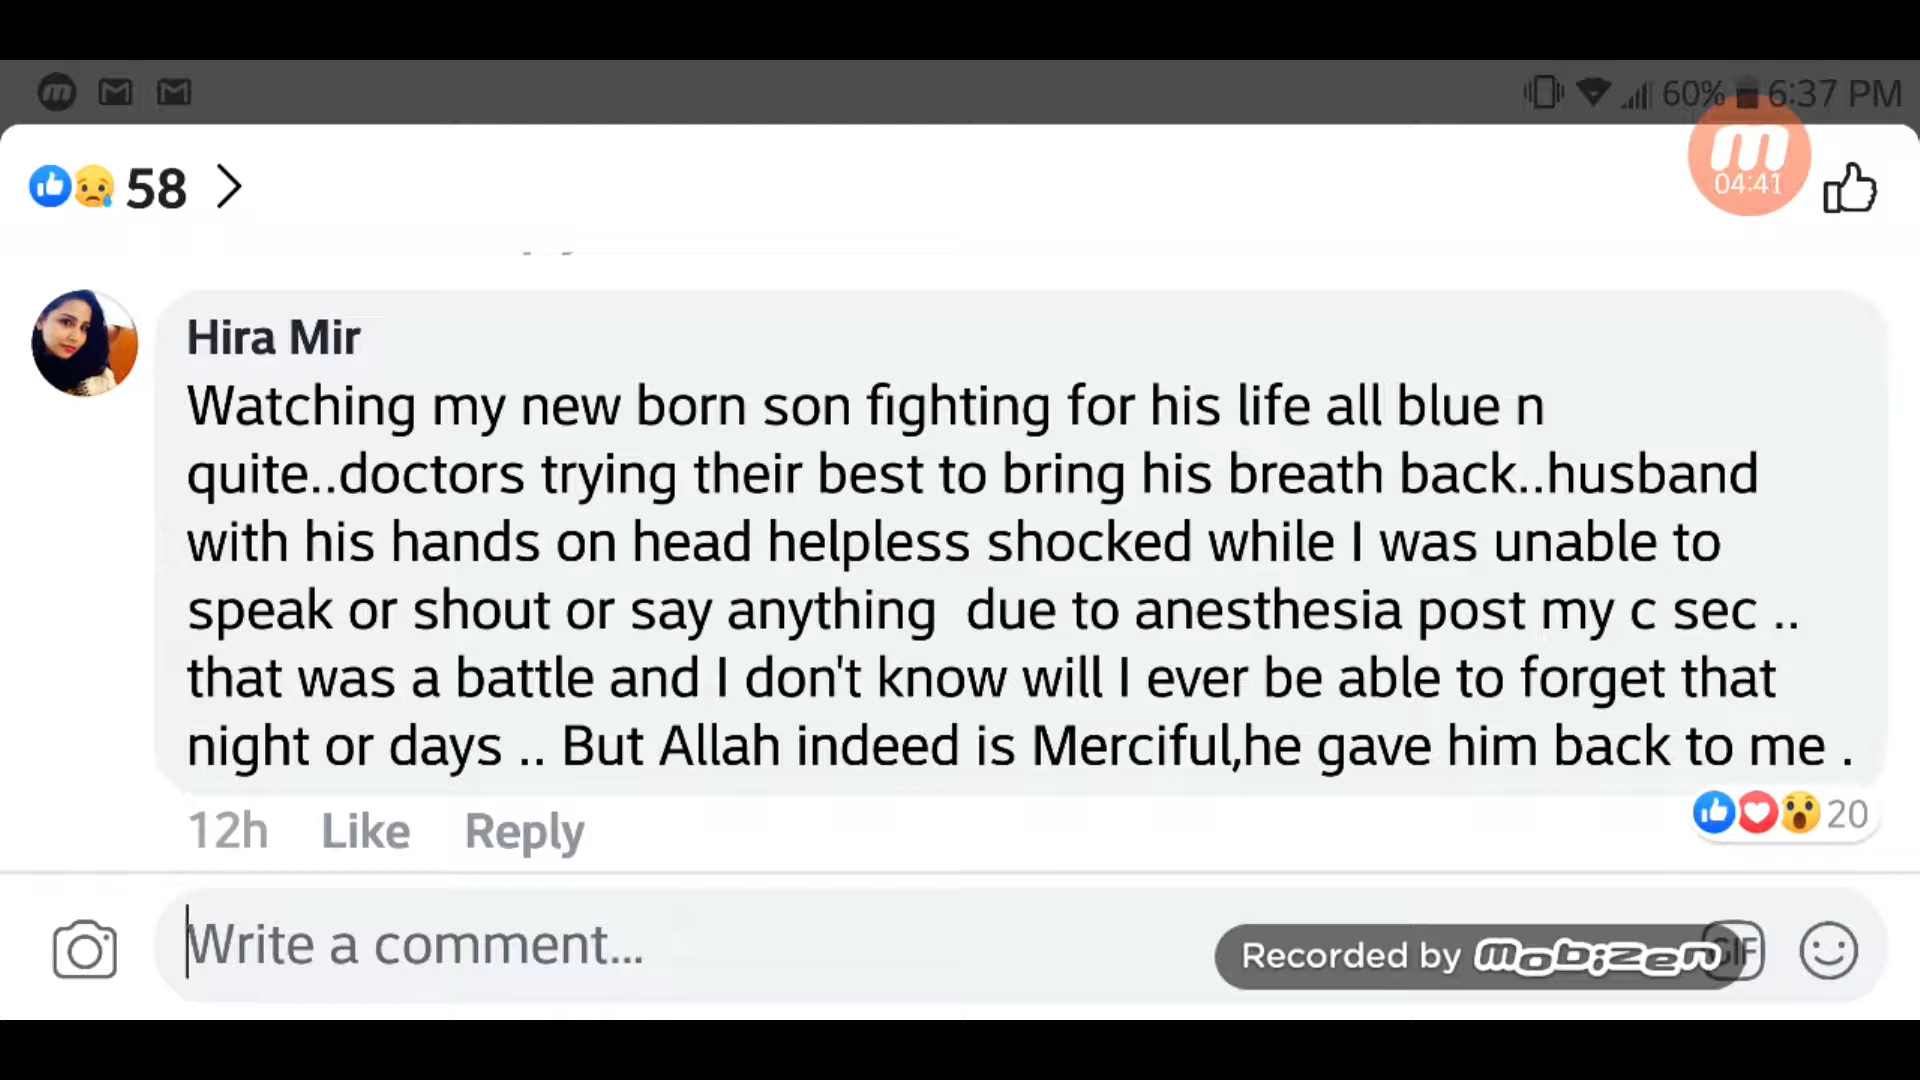 60% 6:37 PM
58
04:41
Hira Mir
Watching my new born son fighting for his life all blue n
quite..doctors trying their best to bring his breath back..husband
with his hands on head helpless shocked while I was unable to
speak or shout or say anything  due to anesthesia post my c sec ..
that was a battle and I don't know will I ever be able to forget that
night or days .. But Allah indeed is Merciful,he gave him back to me .
12h Like Reply 20
Write a comment...
Recorded by mobizen GIF